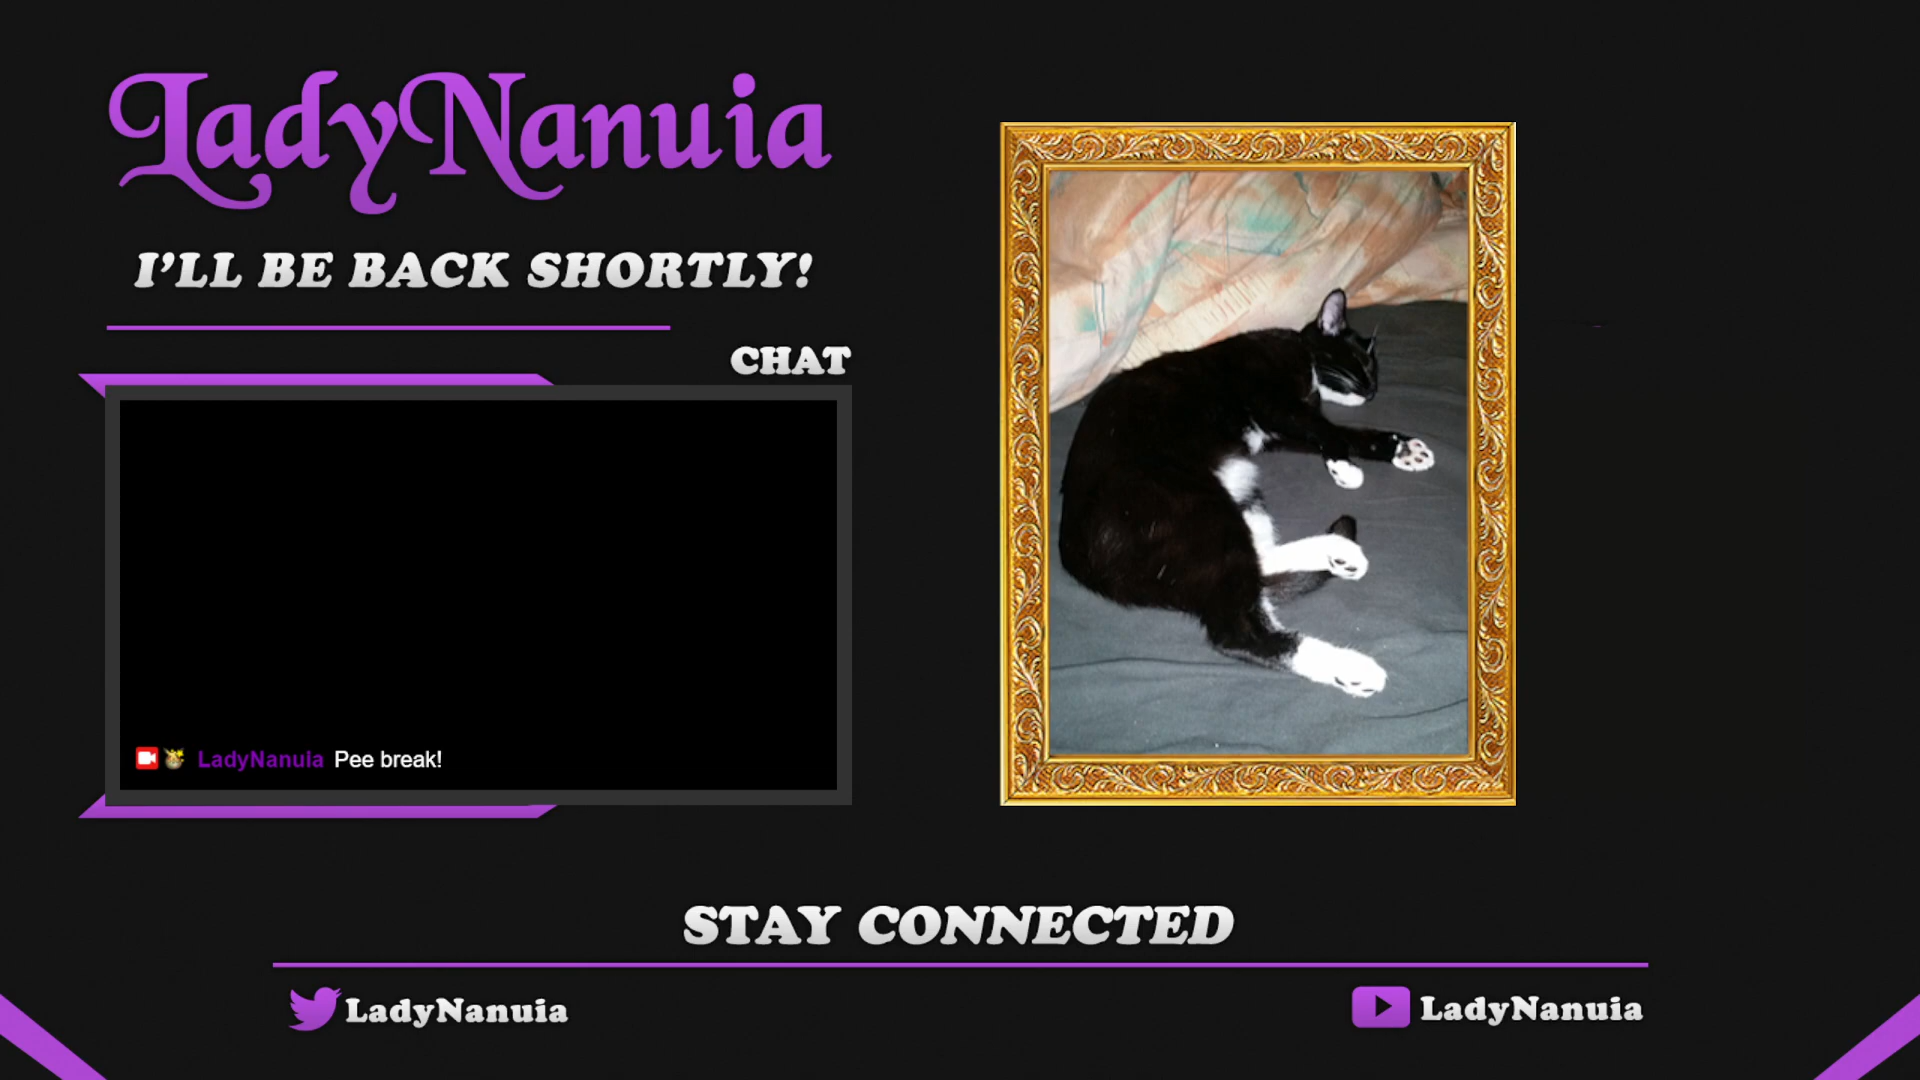 LadyNanuia
I'LL BE BACK SHORTLY!
CHAT
LadyNanuia Pee break!
STAY CONNECTED
LadyNanuia
LadyNanuia